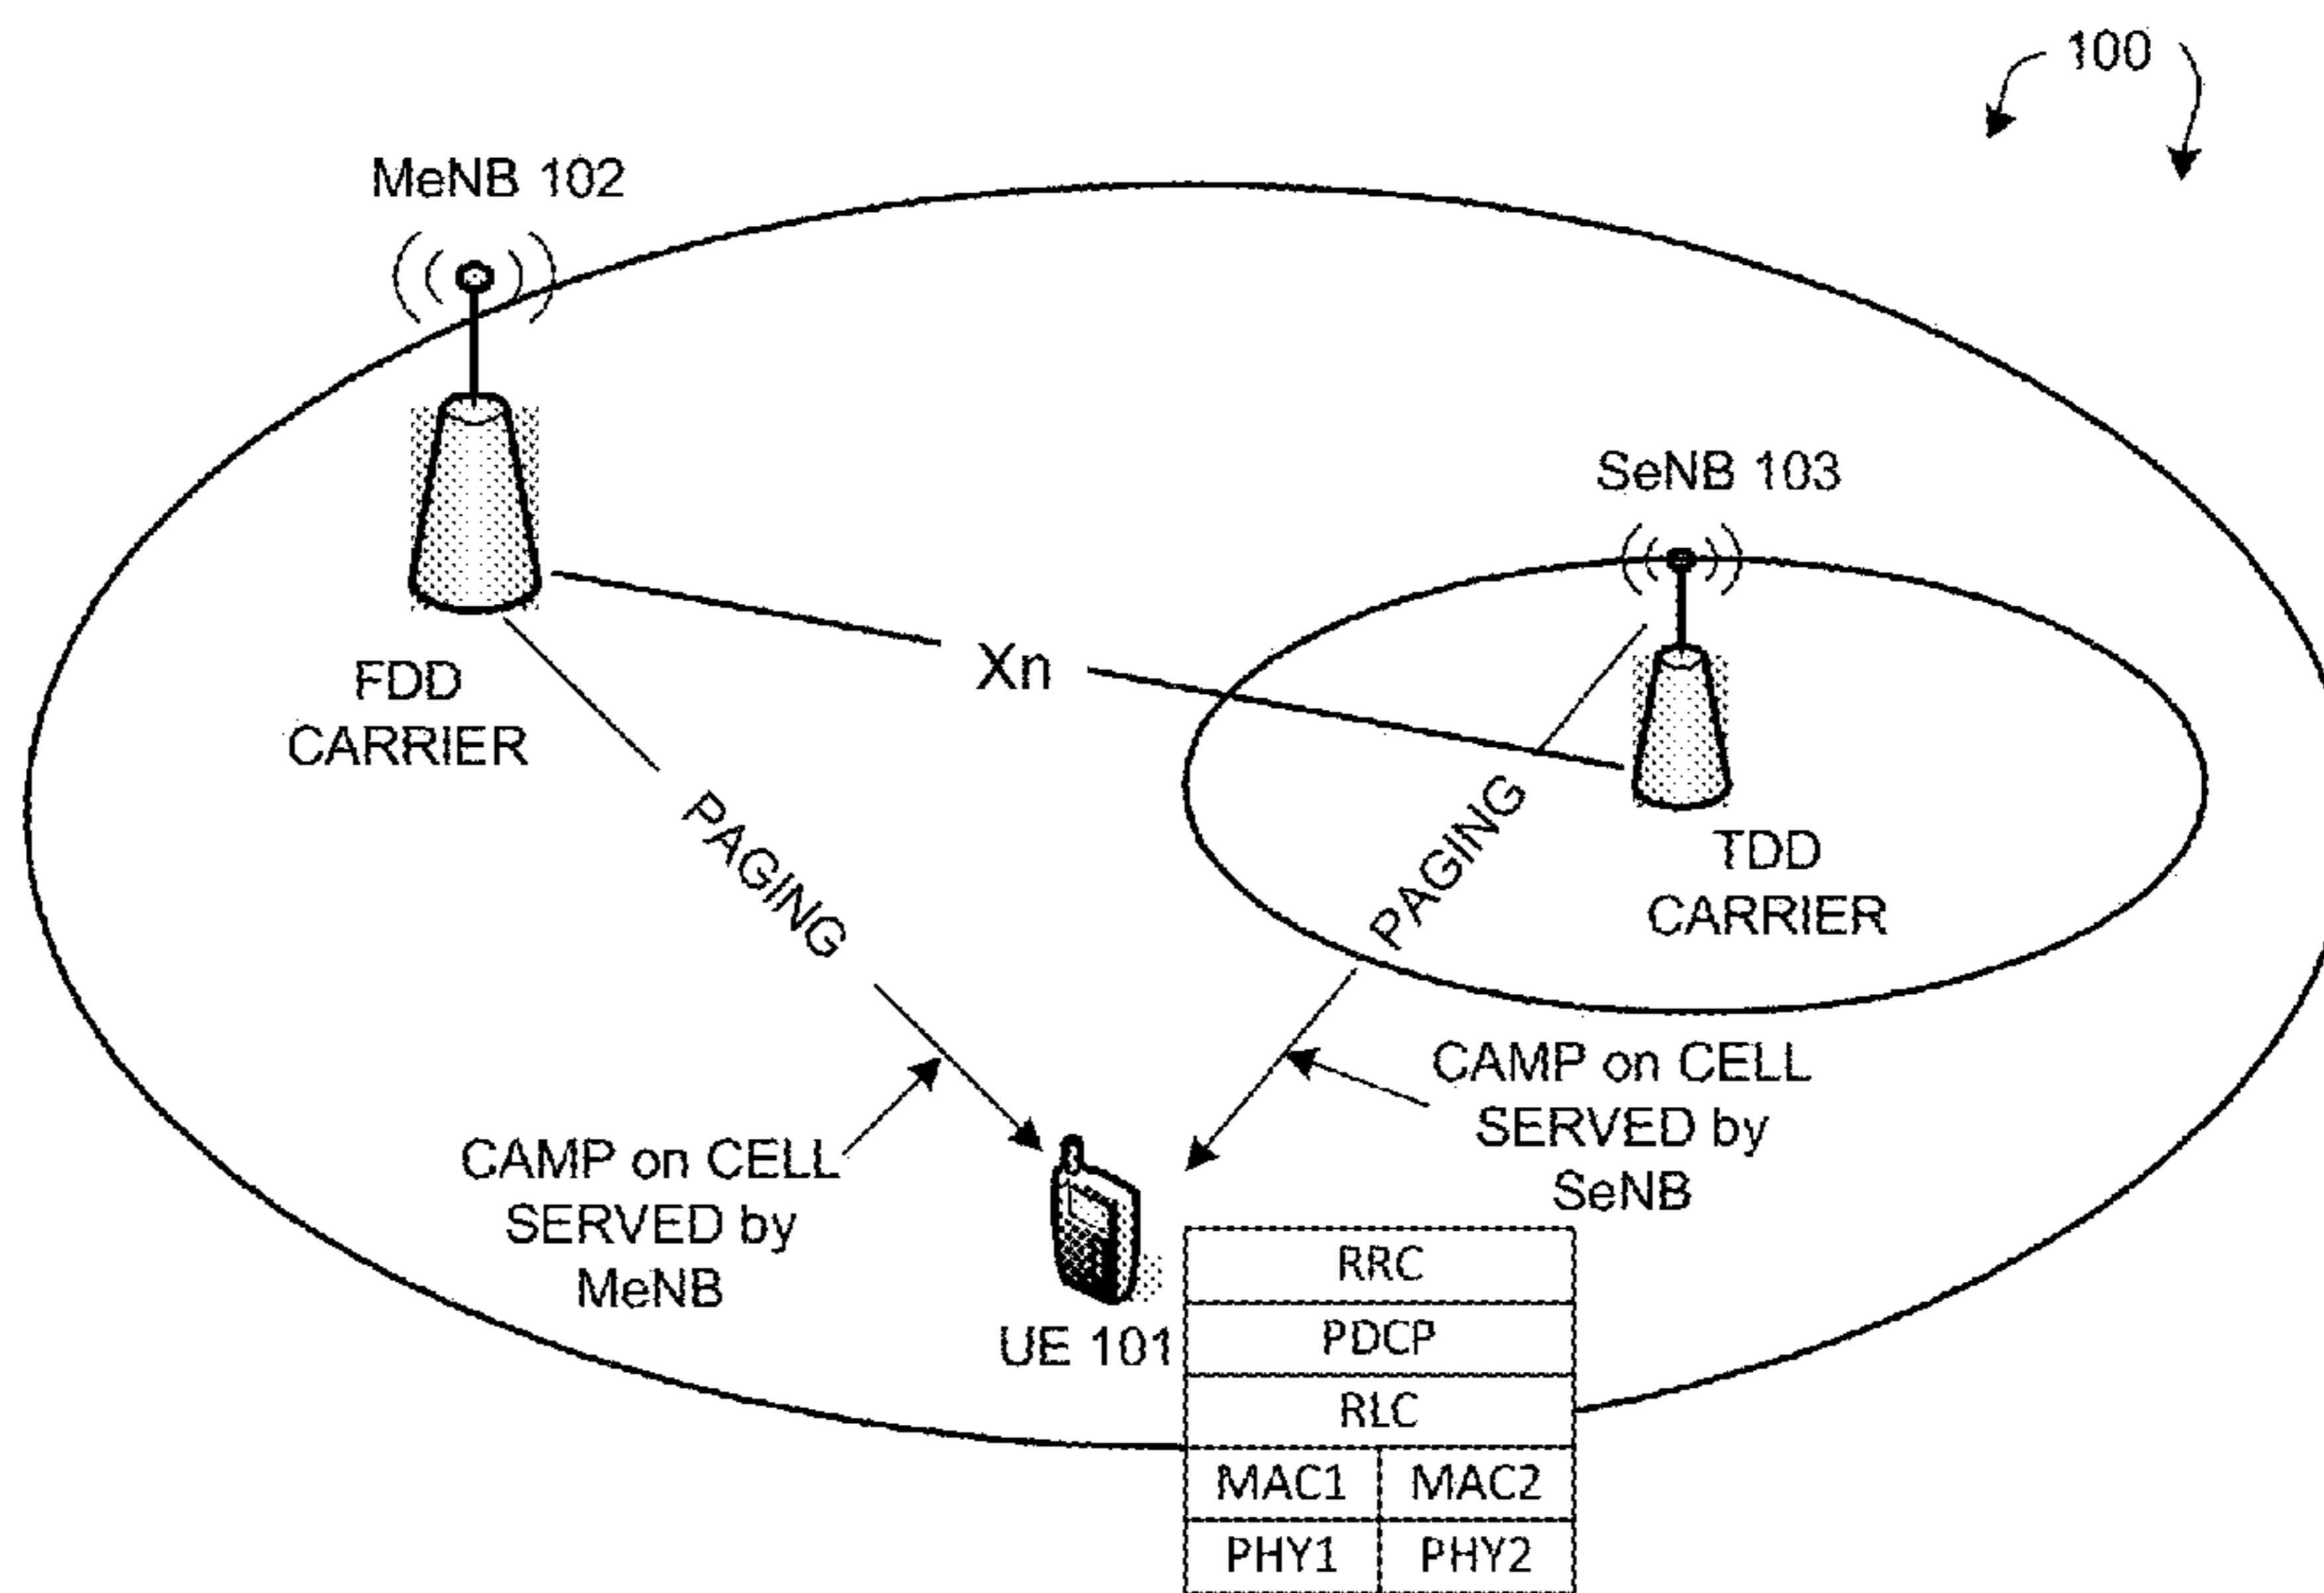 100
MeNB 102
SeNB 103
FDD
CARRIER
Xn
PAGING
PAGING
TDD
CARRIER
CAMP on CELL
SERVED by
MeNB
CAMP on CELL
SERVED by
SeNB
UE 101
RRC
PDCP
RLC
MAC1 MAC2
PHY1 PHY2